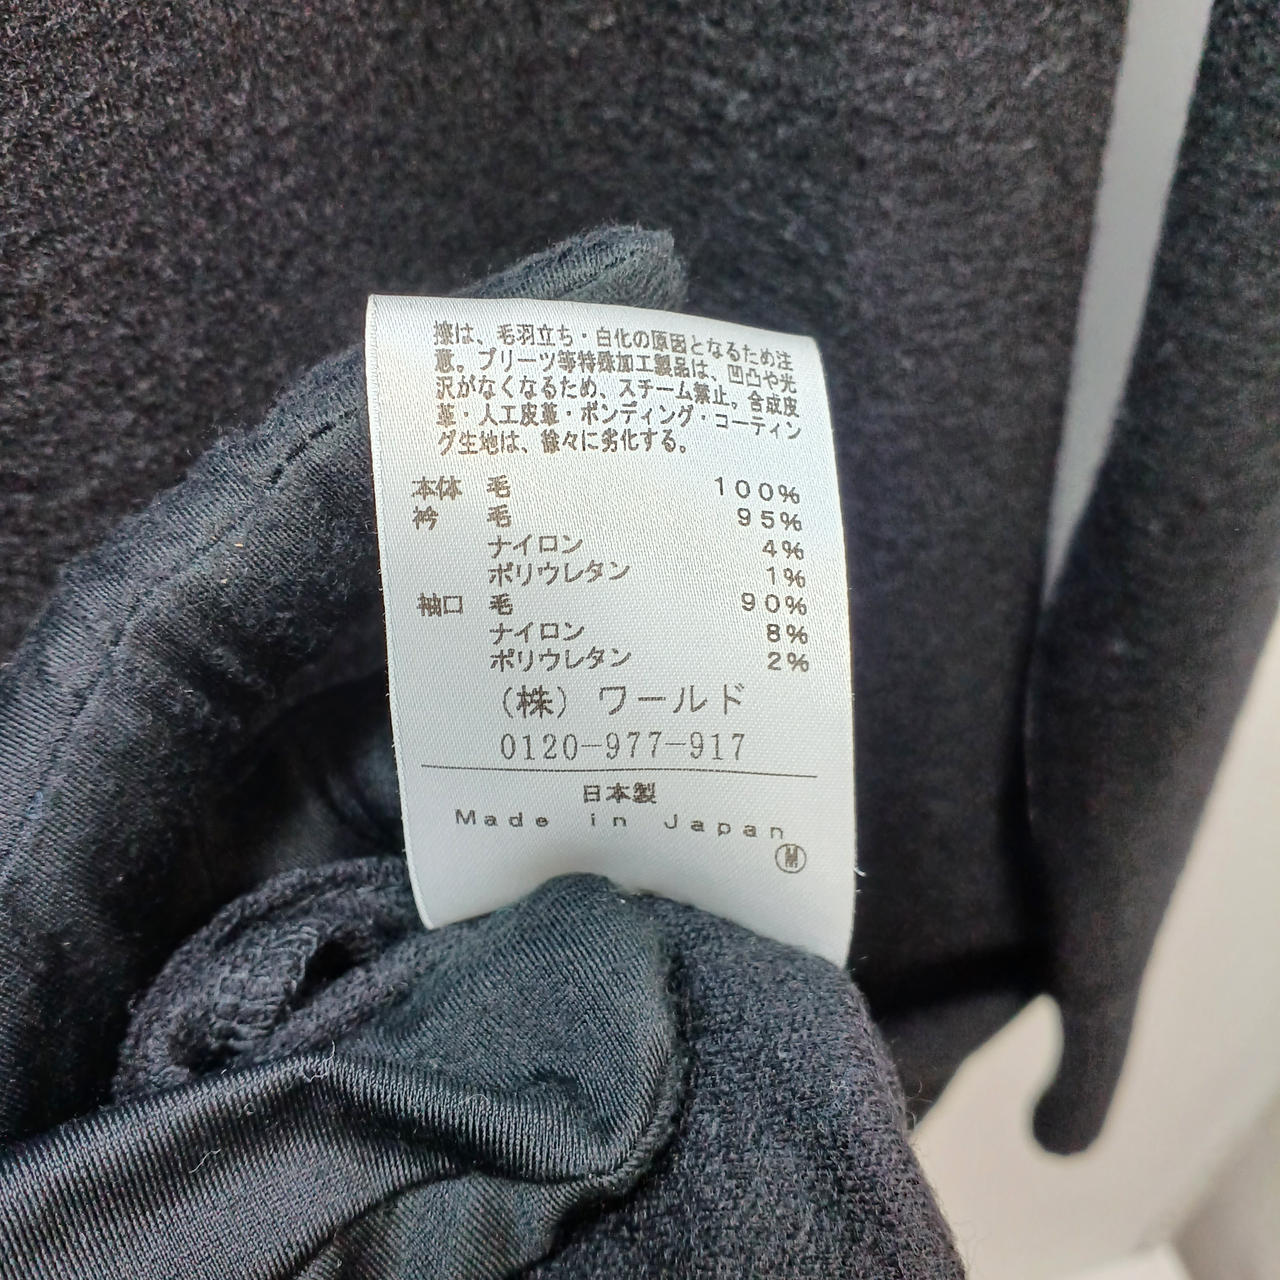 擦は、毛羽立ち・白化の原因となるため注
意。プリーツ等特殊加工製品は、凹凸や光
沢がなくなるため、スチーム禁止。合成皮
革・人工皮革・ボンディング・コーティン
グ生地は、徐々に劣化する。
本体 毛 100%
衿 毛 95%
ナイロン 4%
ポリウレタン 1%
袖口 毛 90%
ナイロン 8%
ポリウレタン 2%
(株) ワールド
0120-977-917
日本製
Made in Japan